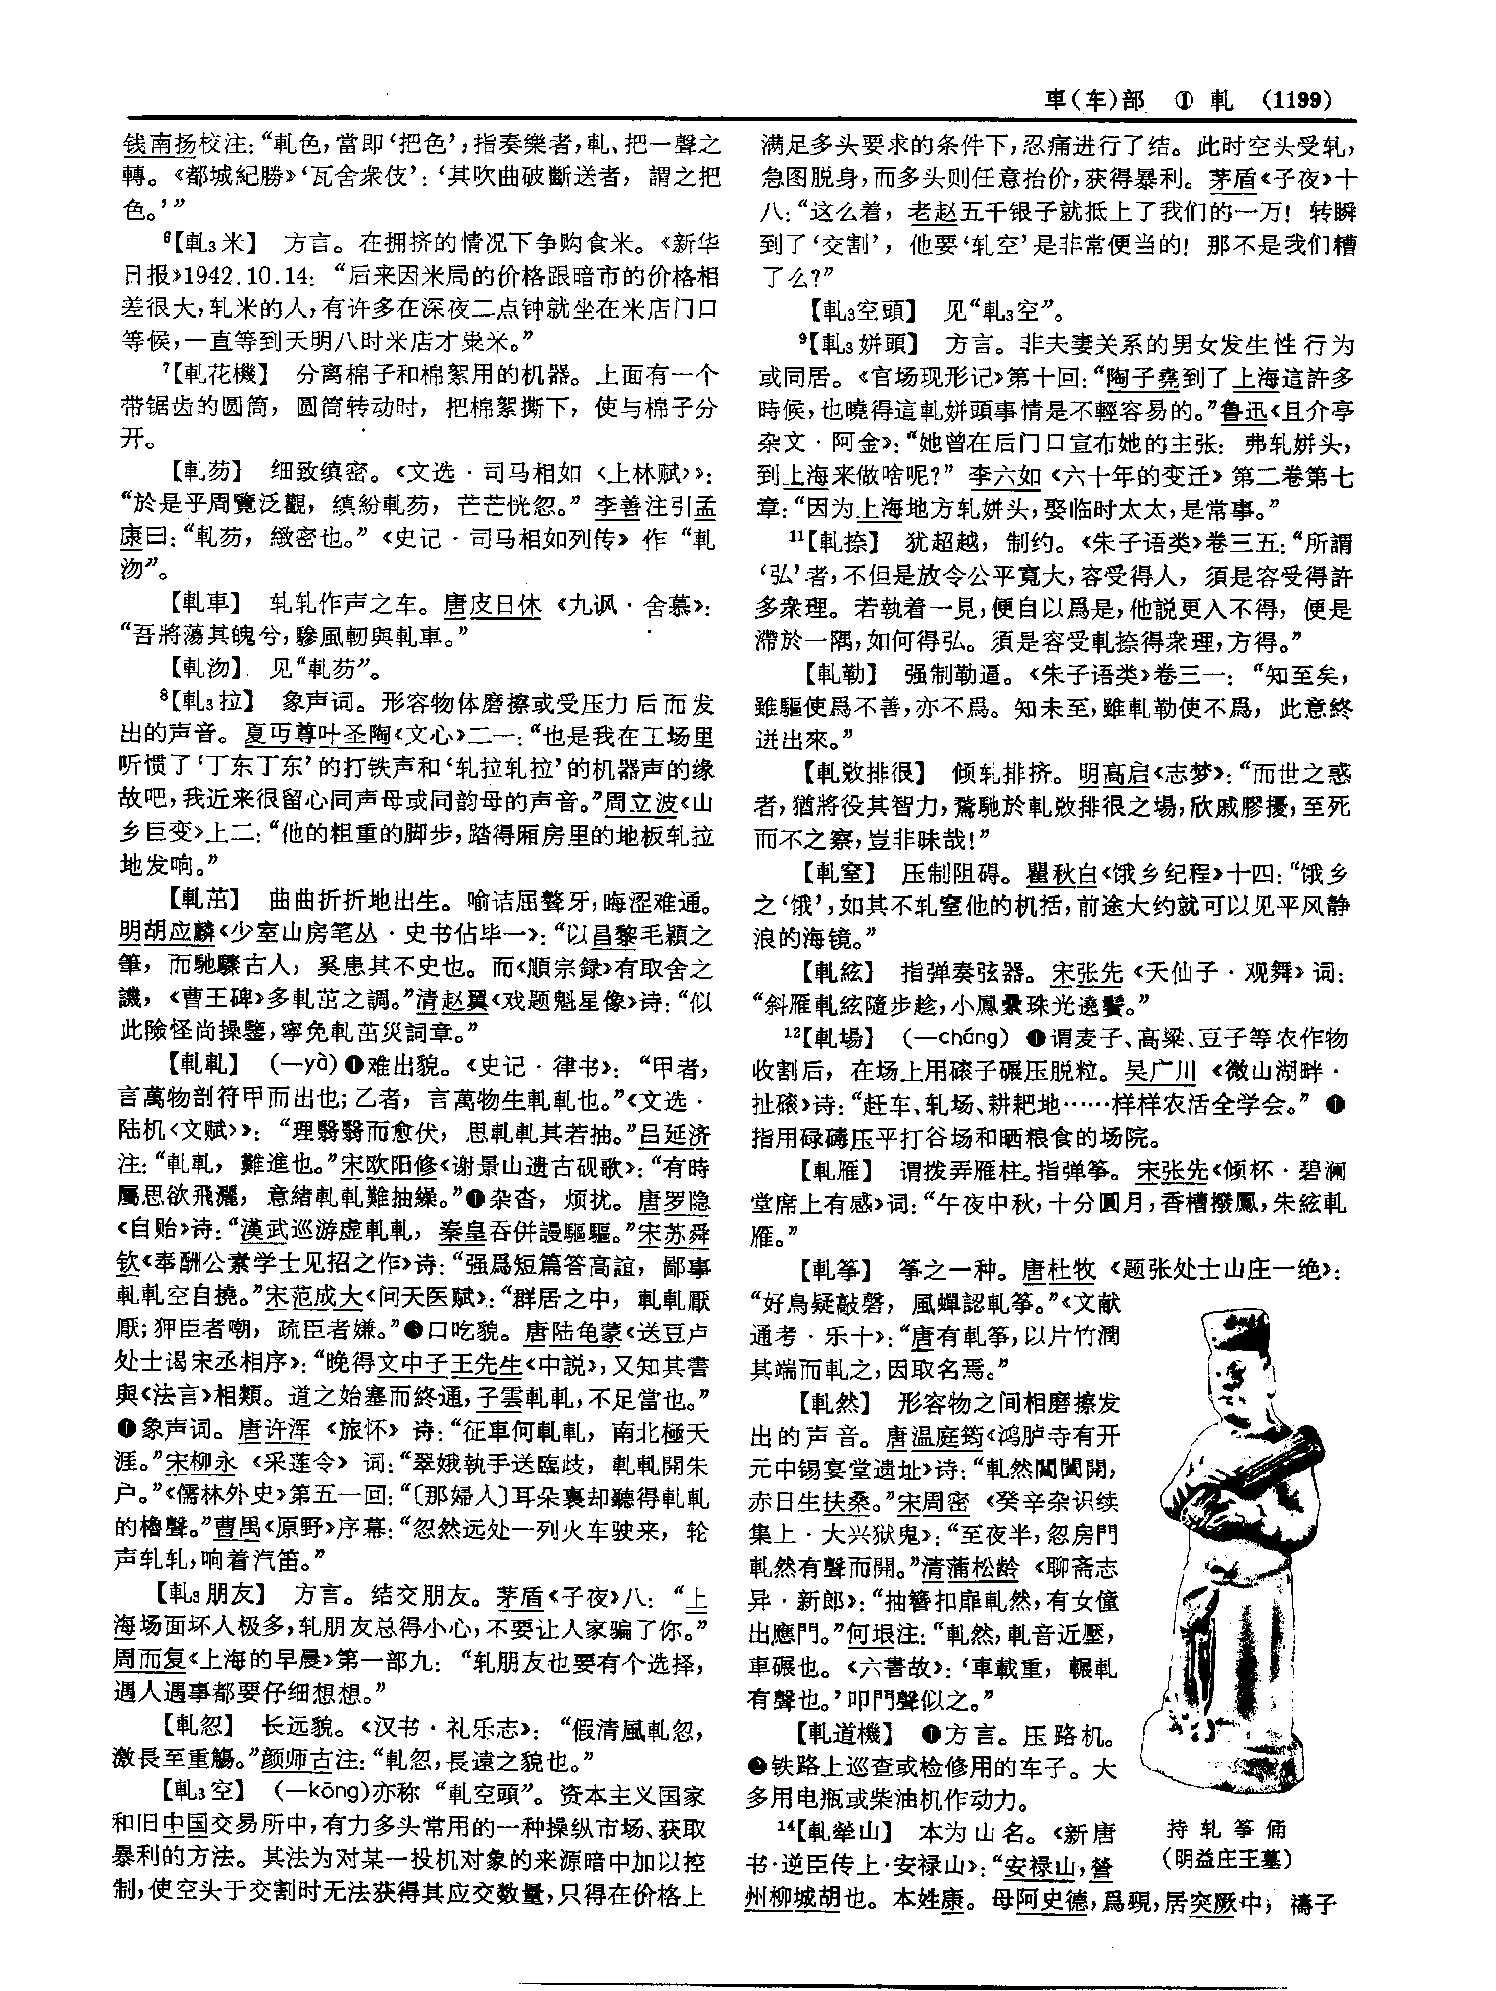 車(车)部 ① 軋 (1199)
钱南扬校注:“軋色,當即‘把色’;指奏樂者,軋、把一聲之
轉。《都城紀勝》‘瓦舍衆伎’:‘其吹曲破斷送者,謂之把
色。’”
⁶【軋₃米】 方言。在拥挤的情况下争购食米。《新华
日报》1942.10.14:“后来因米局的价格跟暗市的价格相
差很大,轧米的人,有许多在深夜二点钟就坐在米店门口
等候,一直等到天明八时米店才粜米。”
⁷【軋花機】 分离棉子和棉絮用的机器。上面有一个
带锯齿的圆筒,圆筒转动时,把棉絮撕下,使与棉子分
开。
【軋芴】 细致缜密。《文选·司马相如〈上林赋〉》:
“於是乎周覽泛觀,缜紛軋芴,芒芒恍忽。”李善注引孟
康曰:“軋芴,緻密也。”《史记·司马相如列传》作“軋
沕”。
【軋車】 轧轧作声之车。唐皮日休《九讽·舍慕》:
“吾將蕩其魄兮,驂風軔與軋車。”
【軋沕】 见“軋芴”。
⁸【軋₃拉】 象声词。形容物体磨擦或受压力后而发
出的声音。夏丏尊叶圣陶《文心》二一:“也是我在工场里
听惯了‘丁东丁东’的打铁声和‘轧拉轧拉’的机器声的缘
故吧,我近来很留心同声母或同韵母的声音。”周立波《山
乡巨变》上二:“他的粗重的脚步,踏得厢房里的地板轧拉
地发响。”
【軋茁】 曲曲折折地出生。喻诘屈聱牙,晦涩难通。
明胡应麟《少室山房笔丛·史书佔毕一》:“以昌黎毛穎之
筆,而馳驟古人,奚患其不史也。而《順宗録》有取舍之
譏,《曹王碑》多軋茁之調。”清赵翼《戏题魁星像》诗:“似
此險怪尚操鑒,寧免軋茁災詞章。”
【軋軋】 (—yà)❶难出貌。《史记·律书》:“甲者,
言萬物剖符甲而出也;乙者,言萬物生軋軋也。”《文选·
陆机〈文赋〉》:“理翳翳而愈伏,思軋軋其若抽。”吕延济
注:“軋軋,難進也。”宋欧阳修《谢景山遗古砚歌》:“有時
屬思欲飛灑,意緒軋軋難抽繰。”❷杂沓,烦扰。唐罗隐
《自贻》诗:“漢武巡游虛軋軋,秦皇吞併謾驅驅。”宋苏舜
钦《奉酬公素学士见招之作》诗:“强爲短篇答高誼,鄙事
軋軋空自撓。”宋范成大《问天医赋》:“群居之中,軋軋厭
厭;狎臣者嘲,疏臣者嫌。”❸口吃貌。唐陆龟蒙《送豆卢
处士谒宋丞相序》:“晚得文中子王先生《中説》,又知其書
與《法言》相類。道之始塞而終通,子雲軋軋,不足當也。”
❹象声词。唐许浑《旅怀》诗:“征車何軋軋,南北極天
涯。”宋柳永《采莲令》词:“翠娥執手送臨歧,軋軋開朱
户。”《儒林外史》第五一回:“〔那婦人〕耳朵裏却聽得軋軋
的櫓聲。”曹禺《原野》序幕:“忽然远处一列火车驶来,轮
声轧轧,响着汽笛。”
【軋₃朋友】 方言。结交朋友。茅盾《子夜》八:“上
海场面坏人极多,轧朋友总得小心,不要让人家骗了你。”
周而复《上海的早晨》第一部九:“轧朋友也要有个选择,
遇人遇事都要仔细想想。”
【軋忽】 长远貌。《汉书·礼乐志》:“假清風軋忽,
激長至重觴。”颜师古注:“軋忽,長遠之貌也。”
【軋₃空】 (—kōng)亦称“軋空頭”。资本主义国家
和旧中国交易所中,有力多头常用的一种操纵市场、获取
暴利的方法。其法为对某一投机对象的来源暗中加以控
制,使空头于交割时无法获得其应交数量,只得在价格上
满足多头要求的条件下,忍痛进行了结。此时空头受轧,
急图脱身,而多头则任意抬价,获得暴利。茅盾《子夜》十
八:“这么着,老赵五千银子就抵上了我们的一万!转瞬
到了‘交割’,他要‘轧空’是非常便当的!那不是我们糟
了么?”
【軋₃空頭】 见“軋₃空”。
⁹【軋₃姘頭】 方言。非夫妻关系的男女发生性行为
或同居。《官场现形记》第十回:“陶子堯到了上海這許多
時候,也曉得這軋姘頭事情是不輕容易的。”鲁迅《且介亭
杂文·阿金》:“她曾在后门口宣布她的主张:弗轧姘头,
到上海来做啥呢?”李六如《六十年的变迁》第二卷第七
章:“因为上海地方轧姘头,娶临时太太,是常事。”
¹¹【軋捺】 犹超越,制约。《朱子语类》卷三五:“所謂
‘弘’者,不但是放令公平寬大,容受得人,須是容受得許
多衆理。若執着一見,便自以爲是,他説更入不得,便是
滯於一隅,如何得弘。須是容受軋捺得衆理,方得。”
【軋勒】 强制勒逼。《朱子语类》卷三一:“知至矣,
雖驅使爲不善,亦不爲。知未至,雖軋勒使不爲,此意終
迸出來。”
【軋敚排很】 倾轧排挤。明高启《志梦》:“而世之惑
者,猶將役其智力,騖馳於軋敚排很之場,欣戚膠擾,至死
而不之察,豈非昧哉!”
【軋窒】 压制阻碍。瞿秋白《饿乡纪程》十四:“饿乡
之‘饿’,如其不轧窒他的机括,前途大约就可以见平风静
浪的海镜。”
【軋絃】 指弹奏弦器。宋张先《天仙子·观舞》词:
“斜雁軋絃隨步趁,小鳳纍珠光遶鬢。”
¹²【軋場】 (—cháng) ❶谓麦子、高粱、豆子等农作物
收割后,在场上用磙子碾压脱粒。吴广川《微山湖畔·
扯磙》诗:“赶车、轧场、耕耙地……样样农活全学会。” ❷
指用碌碡压平打谷场和晒粮食的场院。
【軋雁】 谓拨弄雁柱。指弹筝。宋张先《倾杯·碧澜
堂席上有感》词:“午夜中秋,十分圓月,香槽撥鳳,朱絃軋
雁。”
【軋筝】 筝之一种。唐杜牧《题张处士山庄一绝》:
“好鳥疑敲磬,風蟬認軋筝。”《文献
通考·乐十》:“唐有軋筝,以片竹潤
其端而軋之,因取名焉。”
【軋然】 形容物之间相磨擦发
出的声音。唐温庭筠《鸿胪寺有开
元中锡宴堂遗址》诗:“軋然閶闔開,
赤日生扶桑。”宋周密《癸辛杂识续
集上·大兴狱鬼》:“至夜半,忽房門
軋然有聲而開。”清蒲松龄《聊斋志
异·新郎》:“抽簪扣扉軋然,有女僮
出應門。”何垠注:“軋然,軋音近壓,
車碾也。《六書故》:‘車載重,輾軋
有聲也。’叩門聲似之。”
【軋道機】 ❶方言。压路机。
❷铁路上巡查或检修用的车子。大
多用电瓶或柴油机作动力。
¹⁴【軋犖山】 本为山名。《新唐
书·逆臣传上·安禄山》:“安禄山,營
州柳城胡也。本姓康。母阿史德,爲覡,居突厥中,禱子
持轧筝俑
(明益庄王墓)